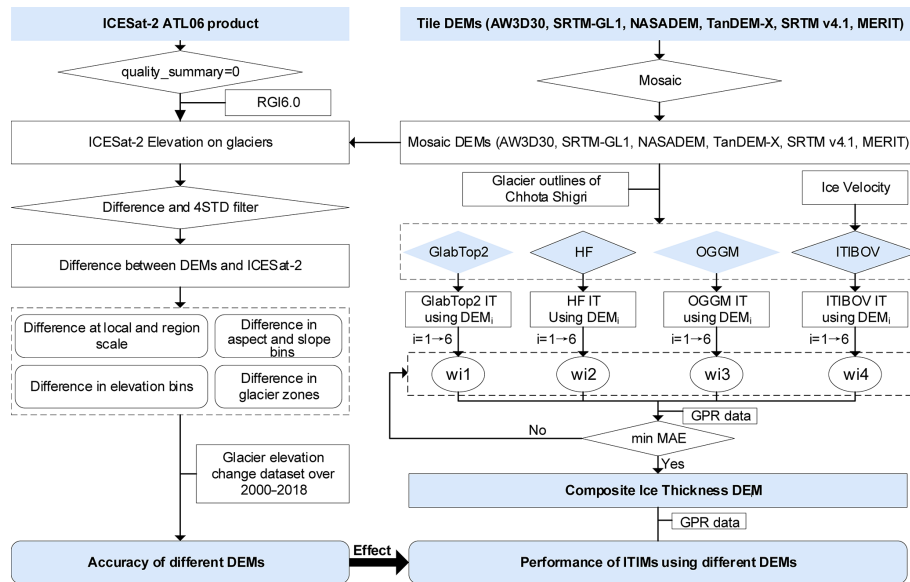 ICESat-2 ATL06 product
quality_summary=0
RGI6.0
ICESat-2 Elevation on glaciers
Difference and 4STD filter
Difference between DEMs and ICESat-2
Difference at local and region
scale
Difference in
aspect and slope
bins
Difference in elevation bins
Difference in
glacier zones
Glacier elevation
change dataset over
2000-2018
Accuracy of different DEMs
Effect
Tile DEMs (AW3D30, SRTM-GL1, NASADEM, TanDEM-X, SRTM v4.1, MERIT)
Mosaic
Mosaic DEMs (AW3D30, SRTM-GL1, NASADEM, TanDEM-X, SRTM v4.1, MERIT)
Glacier outlines of
Chhota Shigri
Ice Velocity
GlabTop2
HF
OGGM
ITIBOV
GlabTop2 IT
using DEMi
HF IT
Using DEMi
OGGM IT
using DEMi
ITIBOV IT
using DEMi
i=1→6
i=1→6
i=1→6
i=1→6
wi1
wi2
wi3
wi4
GPR data
No
min MAE
Yes
Composite Ice Thickness DEM
GPR data
Performance of ITIMs using different DEMs